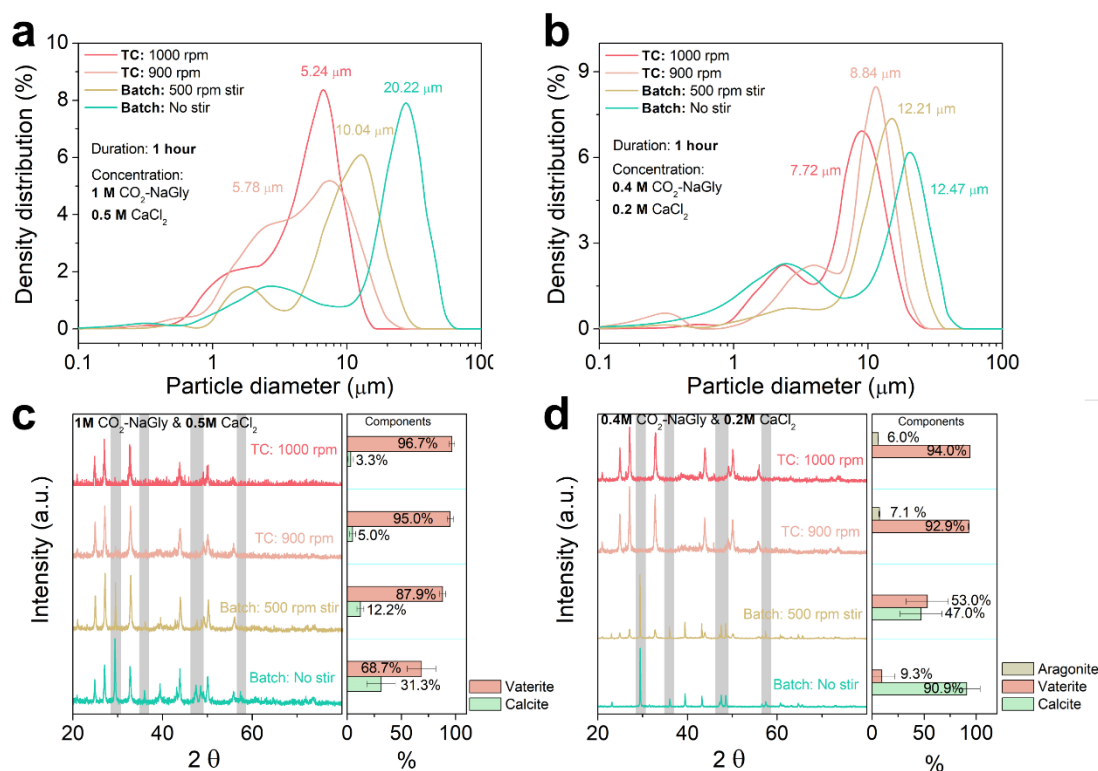 a
10
8
6
4
2
0
Density distribution (%)
TC: 1000 rpm
TC: 900 rpm
Batch: 500 rpm stir
Batch: No stir
Duration: 1 hour
Concentration:
1 M CO₂-NaGly
0.5 M CaCl₂
5.24 μm
20.22 μm
10.04 μm
5.78 μm
0.1
1
10
100
Particle diameter (μm)
b
9
6
3
0
Density distribution (%)
TC: 1000 rpm
TC: 900 rpm
Batch: 500 rpm stir
Batch: No stir
Duration: 1 hour
Concentration:
0.4 M CO₂-NaGly
0.2 M CaCl₂
8.84 μm
12.21 μm
7.72 μm
12.47 μm
0.1
1
10
100
Particle diameter (μm)
c
1M CO₂-NaGly & 0.5M CaCl₂
Components
Intensity (a.u.)
TC: 1000 rpm
96.7%
3.3%
TC: 900 rpm
95.0%
5.0%
Batch: 500 rpm stir
87.9%
12.2%
Batch: No stir
68.7%
31.3%
Vaterite
Calcite
20
40
60
2 θ
0
50
100
%
d
0.4M CO₂-NaGly & 0.2M CaCl₂
Components
Intensity (a.u.)
TC: 1000 rpm
6.0%
94.0%
TC: 900 rpm
7.1 %
92.9%
Batch: 500 rpm stir
53.0%
47.0%
Batch: No stir
9.3%
90.9%
Aragonite
Vaterite
Calcite
20
40
60
2 θ
0
50
100
%